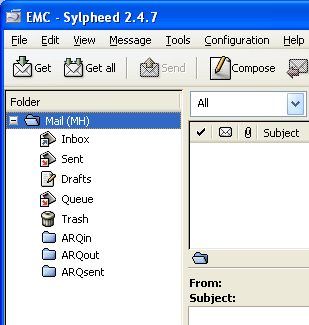 EMC - Sylpheed 2.4.7
File Edit View Message Tools Configuration Help
Get Get all Send Compose
Folder
All
Mail (MH)
Subject
Inbox
Sent
Drafts
Queue
Trash
ARQin
ARQout
ARQsent
From:
Subject: